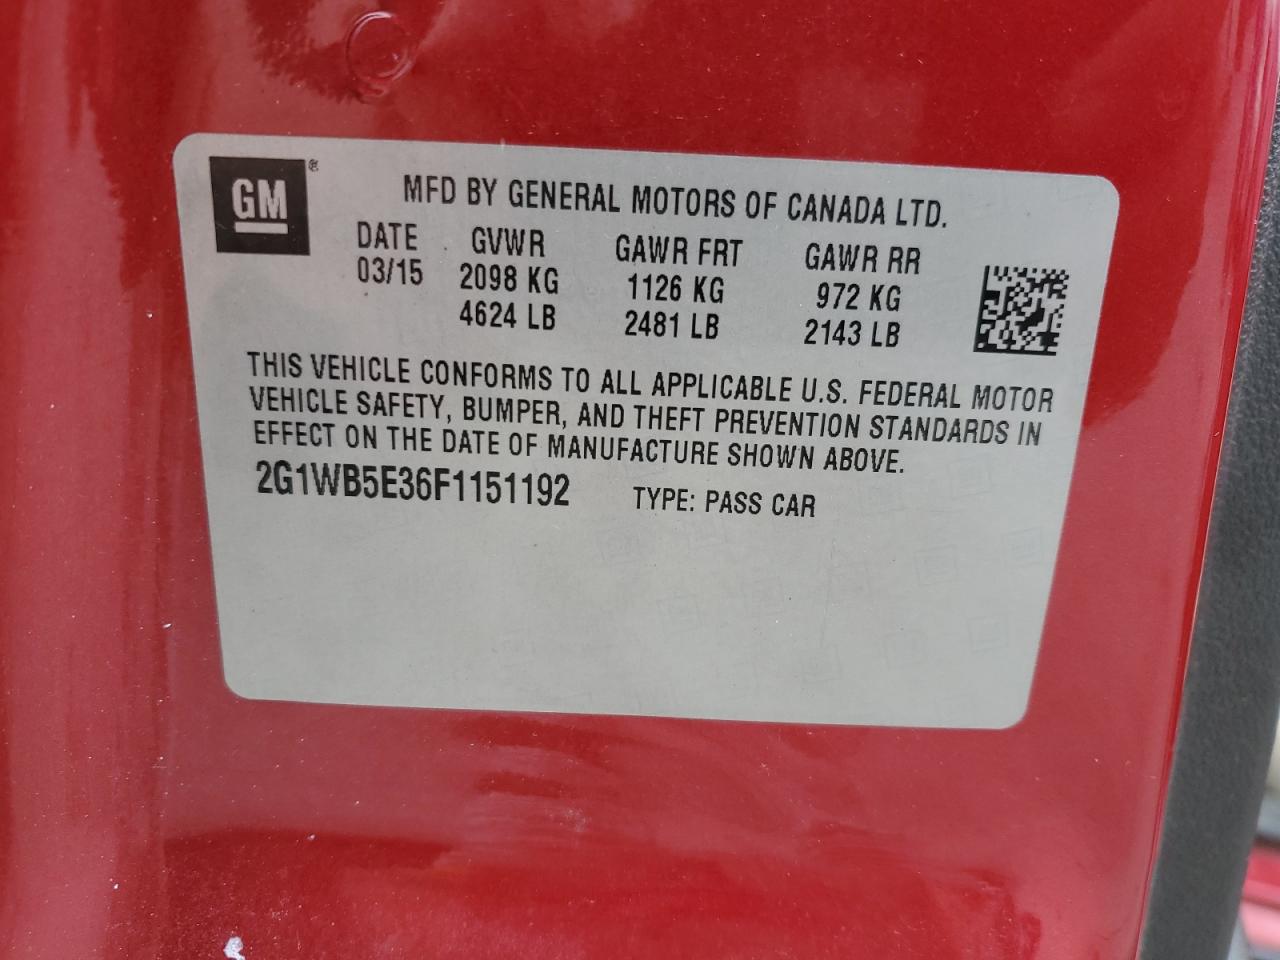 GM®
MFD BY GENERAL MOTORS OF CANADA LTD.
DATE GVWR GAWR FRT GAWR RR
03/15 2098 KG 1126 KG 972 KG
4624 LB 2481 LB 2143 LB
THIS VEHICLE CONFORMS TO ALL APPLICABLE U.S. FEDERAL MOTOR
VEHICLE SAFETY, BUMPER, AND THEFT PREVENTION STANDARDS IN
EFFECT ON THE DATE OF MANUFACTURE SHOWN ABOVE.
2G1WB5E36F1151192 TYPE: PASS CAR